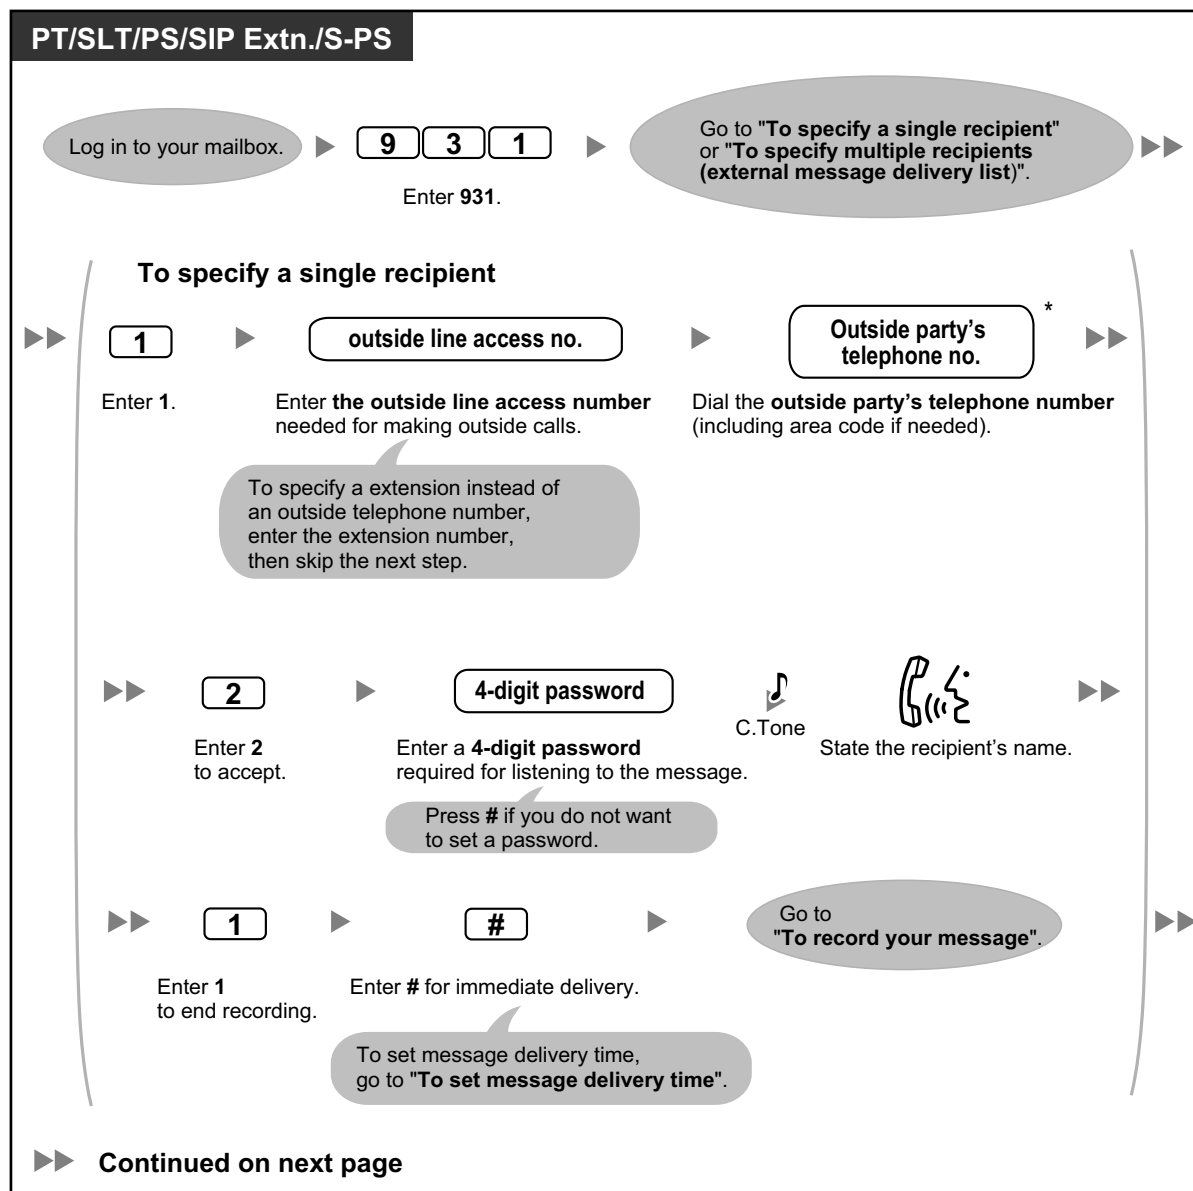 PT/SLT/PS/SIP Extn./S-PS
Log in to your mailbox.
9 3 1
Enter 931.
Go to "To specify a single recipient"
or "To specify multiple recipients
(external message delivery list)".
To specify a single recipient
1
Enter 1.
outside line access no.
Enter the outside line access number
needed for making outside calls.
To specify a extension instead of
an outside telephone number,
enter the extension number,
then skip the next step.
Outside party's
telephone no.
*
Dial the outside party's telephone number
(including area code if needed).
2
Enter 2
to accept.
4-digit password
Enter a 4-digit password
required for listening to the message.
Press # if you do not want
to set a password.
C.Tone
State the recipient's name.
1
Enter 1
to end recording.
#
Enter # for immediate delivery.
To set message delivery time,
go to "To set message delivery time".
Go to
"To record your message".
Continued on next page